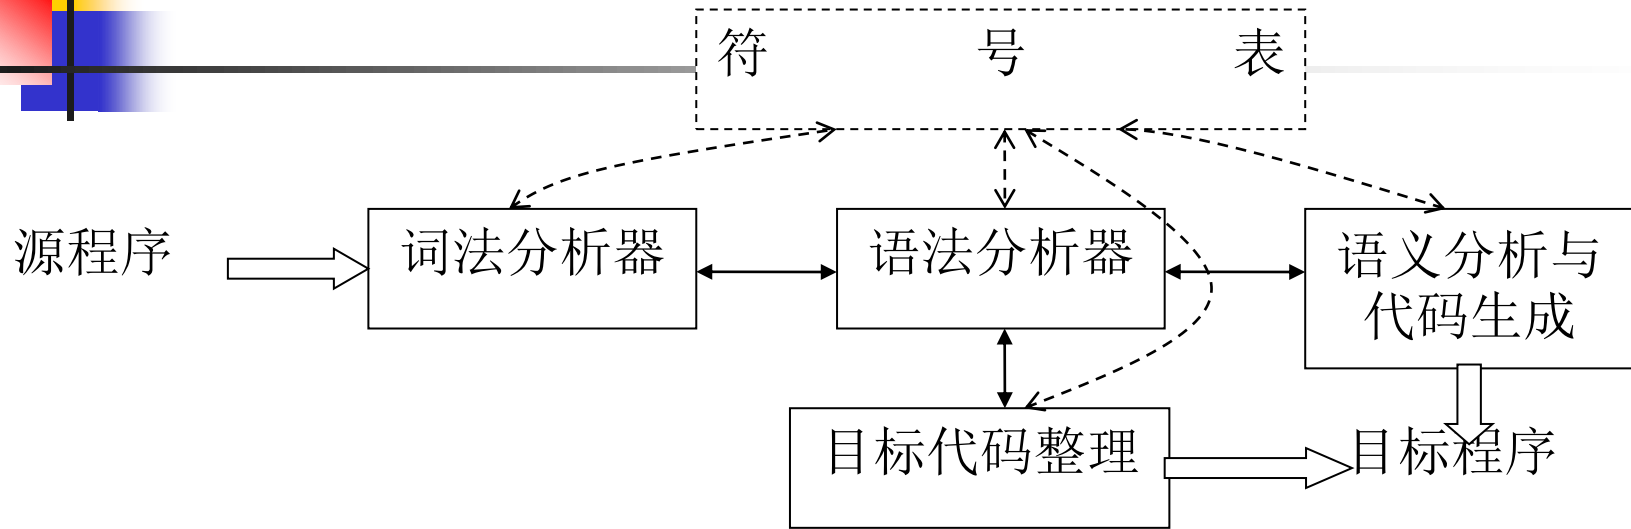 符 号 表
源程序
词法分析器
语法分析器
语义分析与
代码生成
目标代码整理
目标程序